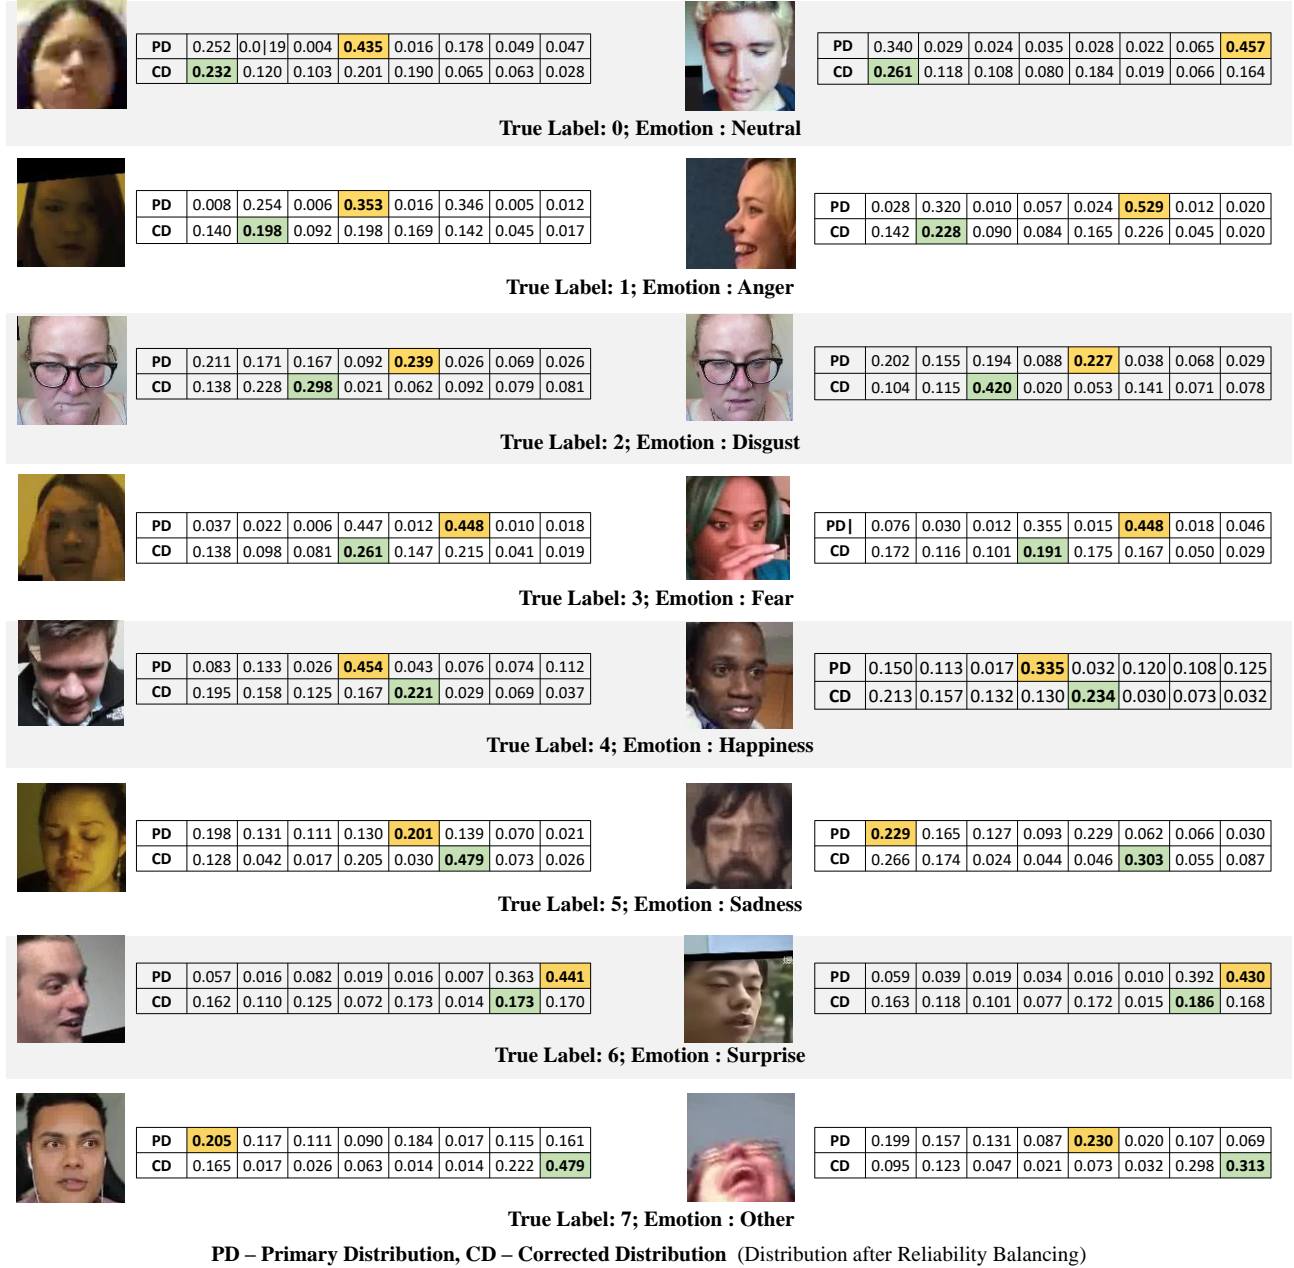 PD 0.252 0.0|19 0.004 0.435 0.016 0.178 0.049 0.047
CD 0.232 0.120 0.103 0.201 0.190 0.065 0.063 0.028
PD 0.340 0.029 0.024 0.035 0.028 0.022 0.065 0.457
CD 0.261 0.118 0.108 0.080 0.184 0.019 0.066 0.164
True Label: 0; Emotion : Neutral
PD 0.008 0.254 0.006 0.353 0.016 0.346 0.005 0.012
CD 0.140 0.198 0.092 0.198 0.169 0.142 0.045 0.017
PD 0.028 0.320 0.010 0.057 0.024 0.529 0.012 0.020
CD 0.142 0.228 0.090 0.084 0.165 0.226 0.045 0.020
True Label: 1; Emotion : Anger
PD 0.211 0.171 0.167 0.092 0.239 0.026 0.069 0.026
CD 0.138 0.228 0.298 0.021 0.062 0.092 0.079 0.081
PD 0.202 0.155 0.194 0.088 0.227 0.038 0.068 0.029
CD 0.104 0.115 0.420 0.020 0.053 0.141 0.071 0.078
True Label: 2; Emotion : Disgust
PD 0.037 0.022 0.006 0.447 0.012 0.448 0.010 0.018
CD 0.138 0.098 0.081 0.261 0.147 0.215 0.041 0.019
PD| 0.076 0.030 0.012 0.355 0.015 0.448 0.018 0.046
CD 0.172 0.116 0.101 0.191 0.175 0.167 0.050 0.029
True Label: 3; Emotion : Fear
PD 0.083 0.133 0.026 0.454 0.043 0.076 0.074 0.112
CD 0.195 0.158 0.125 0.167 0.221 0.029 0.069 0.037
PD 0.150 0.113 0.017 0.335 0.032 0.120 0.108 0.125
CD 0.213 0.157 0.132 0.130 0.234 0.030 0.073 0.032
True Label: 4; Emotion : Happiness
PD 0.198 0.131 0.111 0.130 0.201 0.139 0.070 0.021
CD 0.128 0.042 0.017 0.205 0.030 0.479 0.073 0.026
PD 0.229 0.165 0.127 0.093 0.229 0.062 0.066 0.030
CD 0.266 0.174 0.024 0.044 0.046 0.303 0.055 0.087
True Label: 5; Emotion : Sadness
PD 0.057 0.016 0.082 0.019 0.016 0.007 0.363 0.441
CD 0.162 0.110 0.125 0.072 0.173 0.014 0.173 0.170
PD 0.059 0.039 0.019 0.034 0.016 0.010 0.392 0.430
CD 0.163 0.118 0.101 0.077 0.172 0.015 0.186 0.168
True Label: 6; Emotion : Surprise
PD 0.205 0.117 0.111 0.090 0.184 0.017 0.115 0.161
CD 0.165 0.017 0.026 0.063 0.014 0.014 0.222 0.479
PD 0.199 0.157 0.131 0.087 0.230 0.020 0.107 0.069
CD 0.095 0.123 0.047 0.021 0.073 0.032 0.298 0.313
True Label: 7; Emotion : Other
PD – Primary Distribution, CD – Corrected Distribution (Distribution after Reliability Balancing)